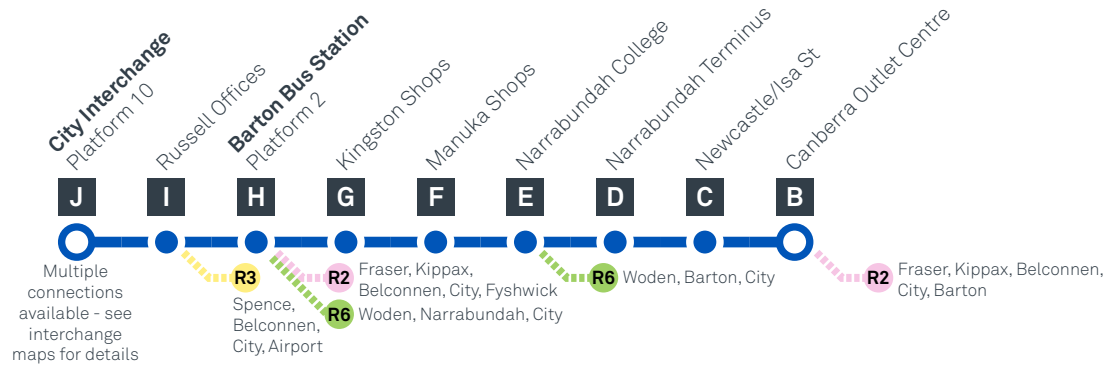 City Interchange
Platform 10
Russell Offices
Barton Bus Station
Platform 2
Kingston Shops
Manuka Shops
Narrabundah College
Narrabundah Terminus
Newcastle/Isa St
Canberra Outlet Centre
J
I
H
G
F
E
D
C
B
Multiple
connections
available - see
interchange
maps for details
R3
Spence,
Belconnen,
City, Airport
R2
Fraser, Kippax,
Belconnen, City, Fyshwick
R6
Woden, Narrabundah, City
R6
Woden, Barton, City
R2
Fraser, Kippax, Belconnen,
City, Barton